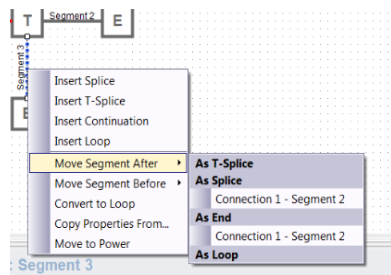 T Segment 2 E
Segment 3
E
Insert Splice
Insert T-Splice
Insert Continuation
Insert Loop
Move Segment After
Move Segment Before
Convert to Loop
Copy Properties From...
Move to Power
As T-Splice
As Splice
Connection 1 - Segment 2
As End
Connection 1 - Segment 2
As Loop
: Segment 3